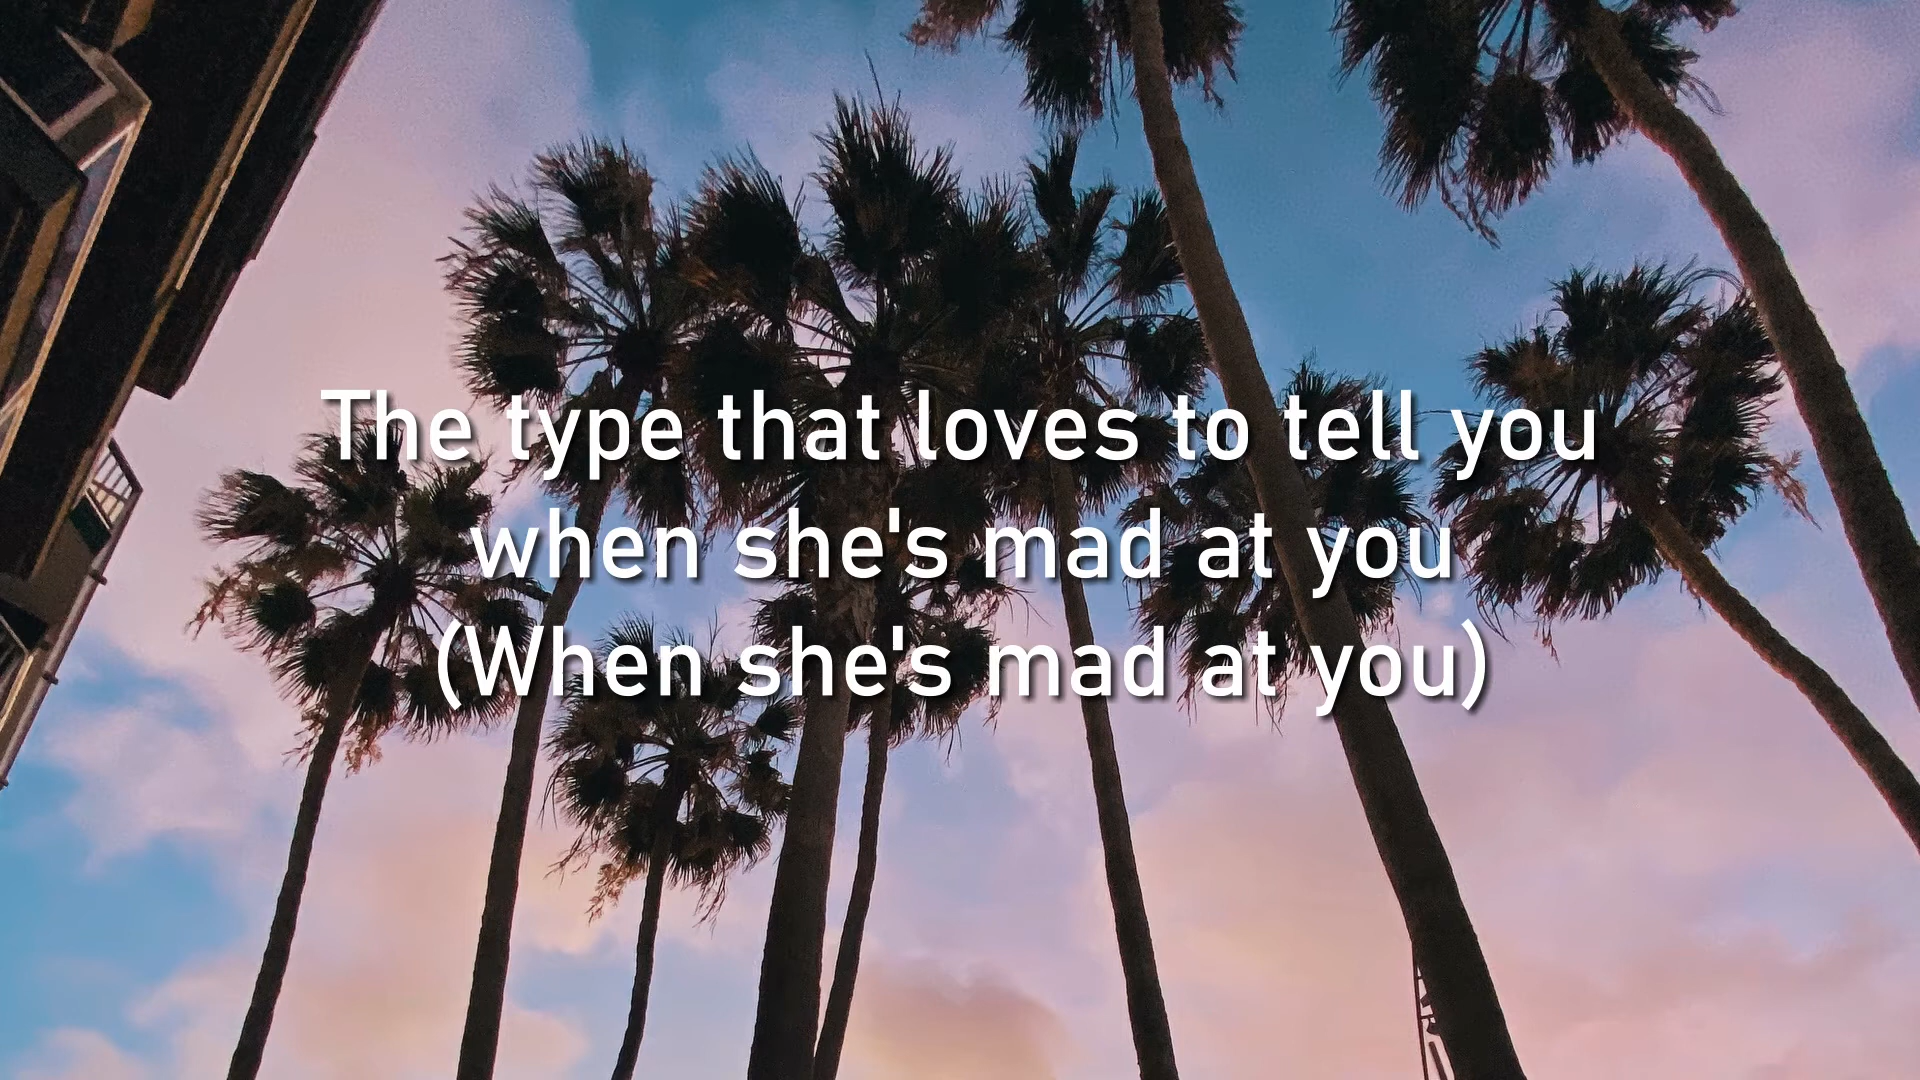 The type that loves to tell you
when she's mad at you
(When she's mad at you)